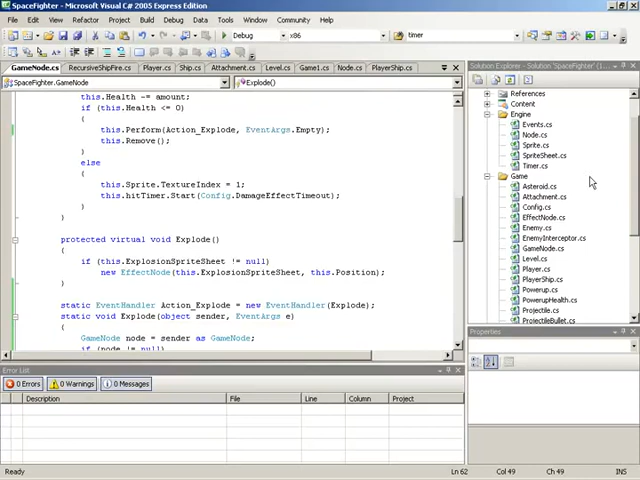 SpaceFighter - Microsoft Visual C# 2005 Express Edition
File Edit View Refactor Project Build Debug Data Tools Window Community Help
Debug x86 timer
GameNode.cs RecursiveShipFire.cs Player.cs Ship.cs Attachment.cs Level.cs Game1.cs Node.cs PlayerShip.cs
SpaceFighter.GameNode Explode()
this.Health -= amount;
if (this.Health <= 0)
{
this.Perform(Action_Explode, EventArgs.Empty);
this.Remove();
}
else
{
this.Sprite.TextureIndex = 1;
this.hitTimer.Start(Config.DamageEffectTimeout);
}
}
protected virtual void Explode()
{
if (this.ExplosionSpriteSheet != null)
new EffectNode(this.ExplosionSpriteSheet, this.Position);
}
static EventHandler Action_Explode = new EventHandler(Explode);
static void Explode(object sender, EventArgs e)
{
GameNode node = sender as GameNode;
if (node != null)
Solution Explorer - Solution 'SpaceFighter' (1...
References
Content
Engine
Events.cs
Node.cs
Sprite.cs
SpriteSheet.cs
Timer.cs
Game
Asteroid.cs
Attachment.cs
Config.cs
EffectNode.cs
Enemy.cs
EnemyInterceptor.cs
GameNode.cs
Level.cs
Player.cs
PlayerShip.cs
Powerup.cs
PowerupHealth.cs
Projectile.cs
ProjectileBullet.cs
Properties
Error List
0 Errors 0 Warnings 0 Messages
Description File Line Column Project
Ready Ln 62 Col 49 Ch 49 INS